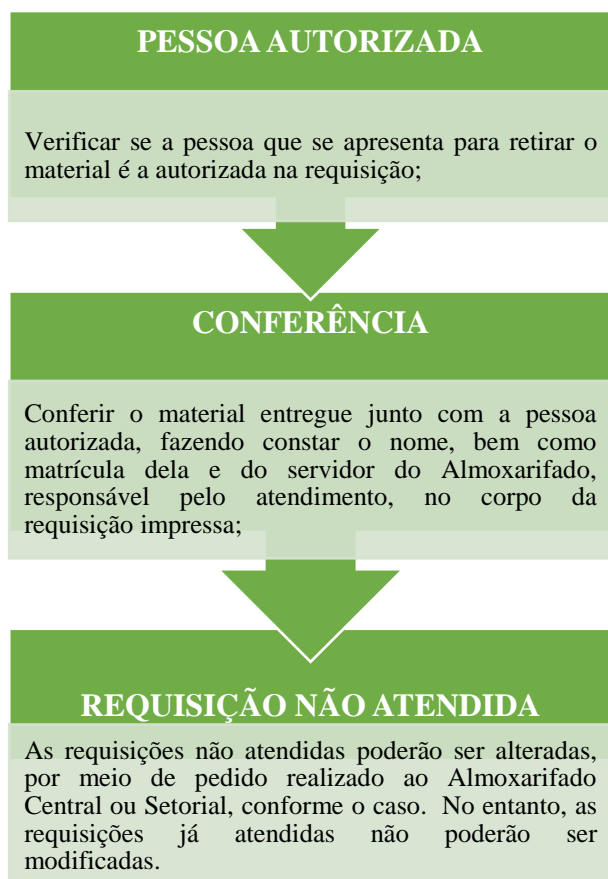 PESSOA AUTORIZADA
Verificar se a pessoa que se apresenta para retirar o
material é a autorizada na requisição;
CONFERÊNCIA
Conferir o material entregue junto com a pessoa
autorizada, fazendo constar o nome, bem como
matrícula dela e do servidor do Almoxarifado,
responsável pelo atendimento, no corpo da
requisição impressa;
REQUISIÇÃO NÃO ATENDIDA
As requisições não atendidas poderão ser alteradas,
por meio de pedido realizado ao Almoxarifado
Central ou Setorial, conforme o caso. No entanto, as
requisições já atendidas não poderão ser
modificadas.